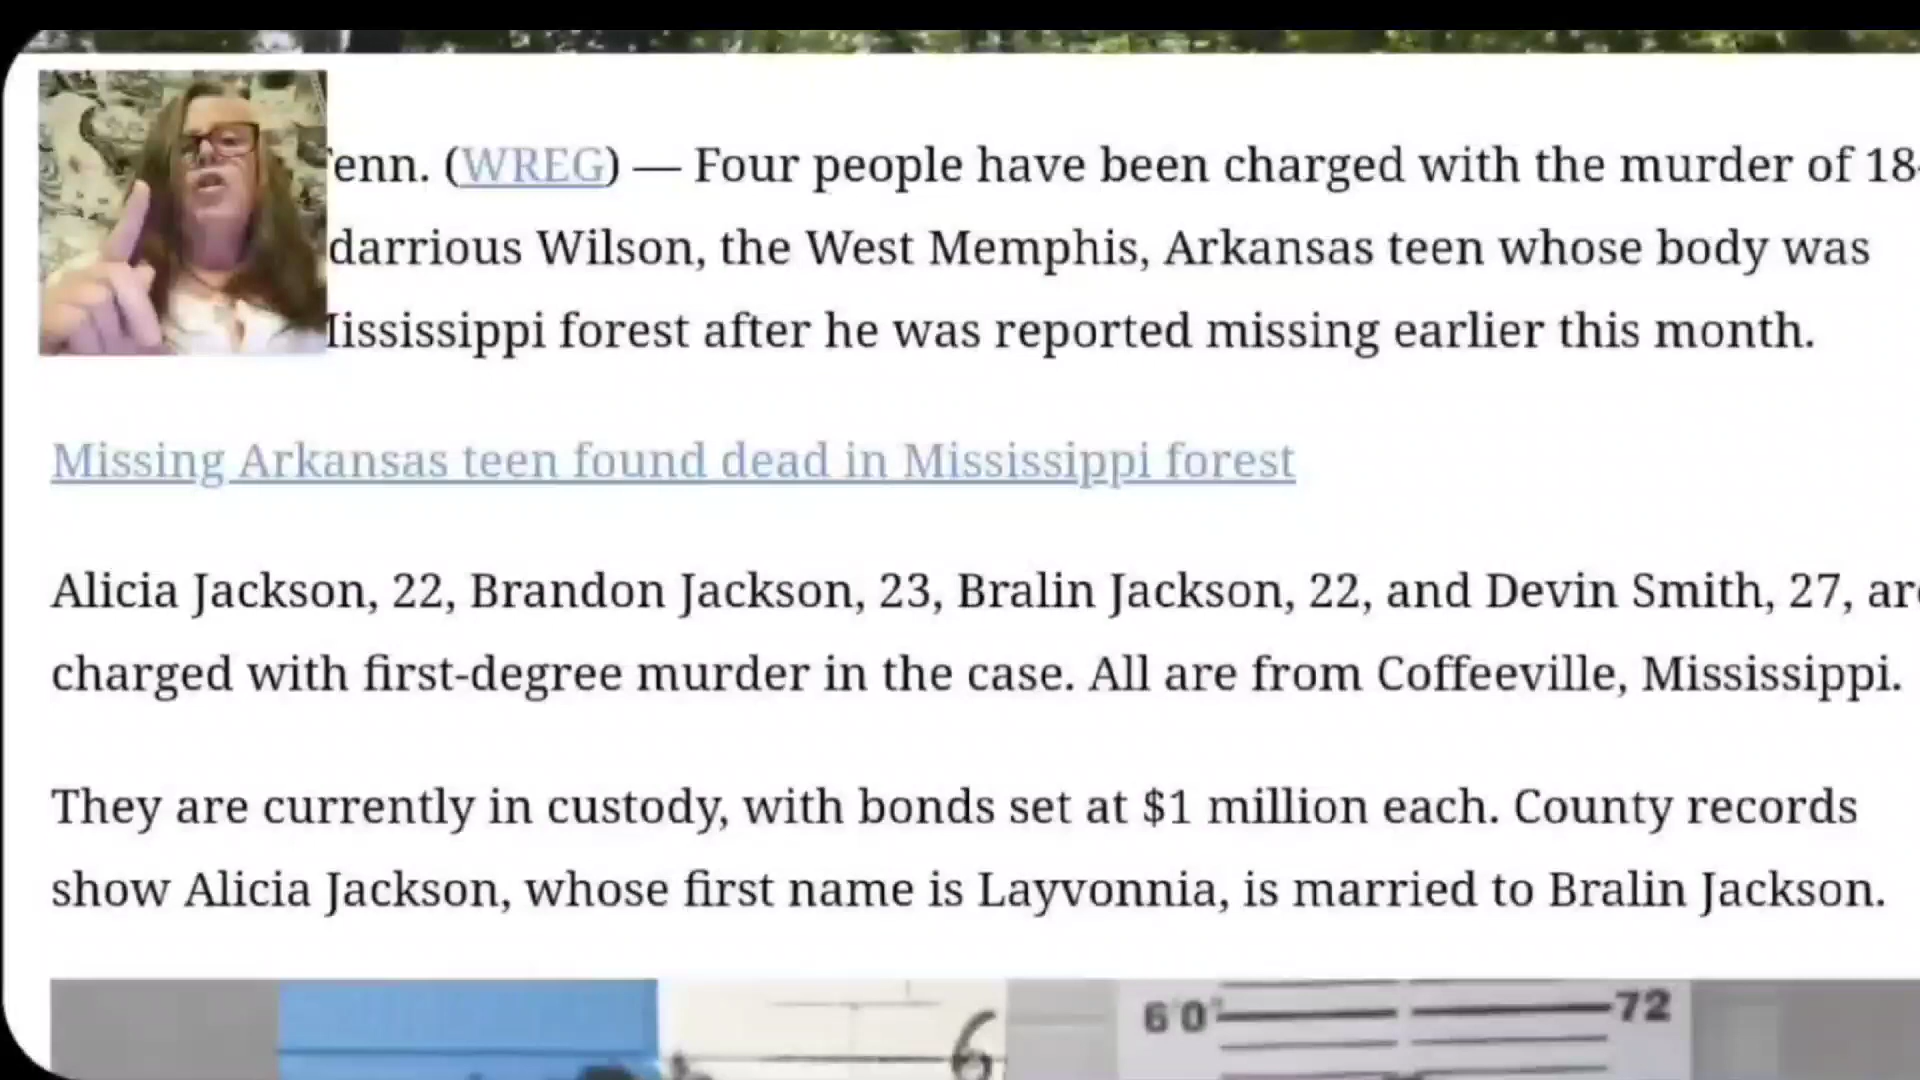 enn. (WREG) — Four people have been charged with the murder of 18-
darrious Wilson, the West Memphis, Arkansas teen whose body was
ississippi forest after he was reported missing earlier this month.
Missing Arkansas teen found dead in Mississippi forest
Alicia Jackson, 22, Brandon Jackson, 23, Bralin Jackson, 22, and Devin Smith, 27, are
charged with first-degree murder in the case. All are from Coffeeville, Mississippi.
They are currently in custody, with bonds set at $1 million each. County records
show Alicia Jackson, whose first name is Layvonnia, is married to Bralin Jackson.
6 6'0" 72